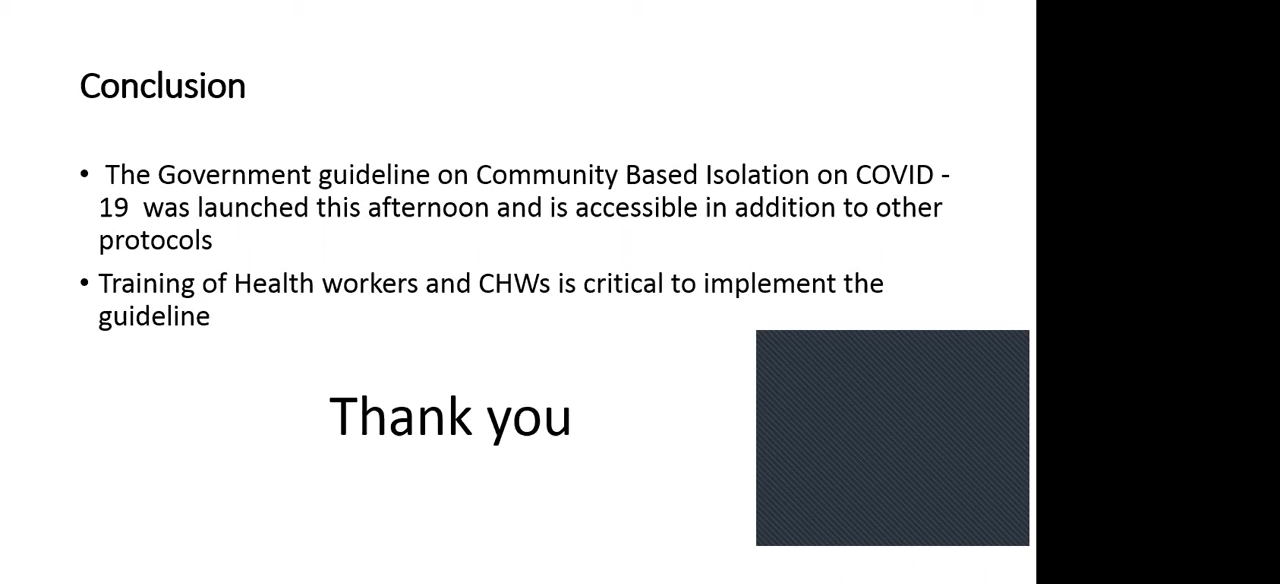 Conclusion
• The Government guideline on Community Based Isolation on COVID -
19 was launched this afternoon and is accessible in addition to other
protocols
• Training of Health workers and CHWs is critical to implement the
guideline
Thank you